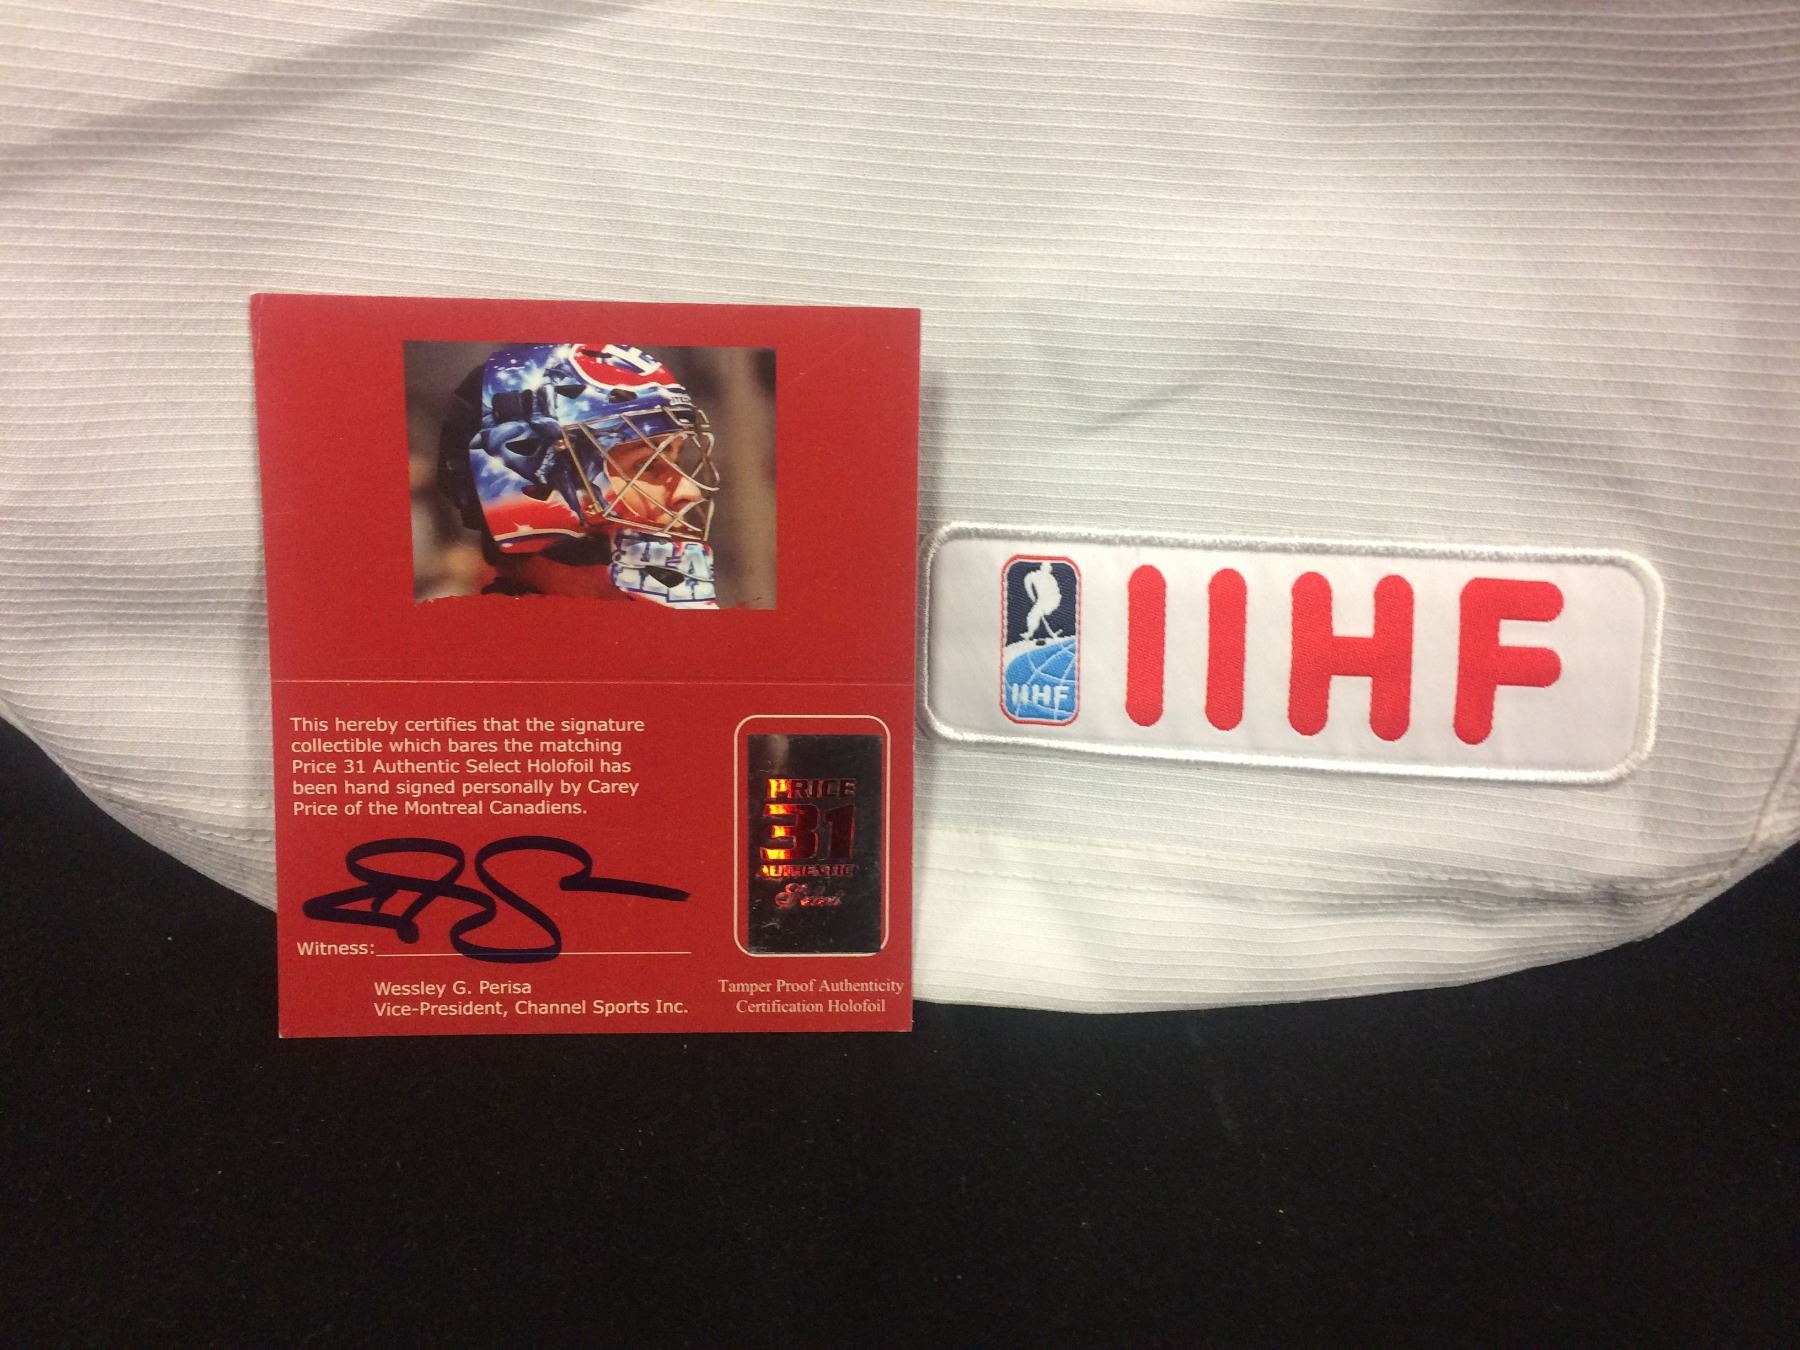 This hereby certifies that the signature
collectible which bares the matching
Price 31 Authentic Select Holofoil has
been hand signed personally by Carey
Price of the Montreal Canadiens.
Witness:
Wessley G. Perisa
Vice-President, Channel Sports Inc.
PRICE
31
AUTHENTIC
Select
Tamper Proof Authenticity
Certification Holofoil
IIHF
IIHF